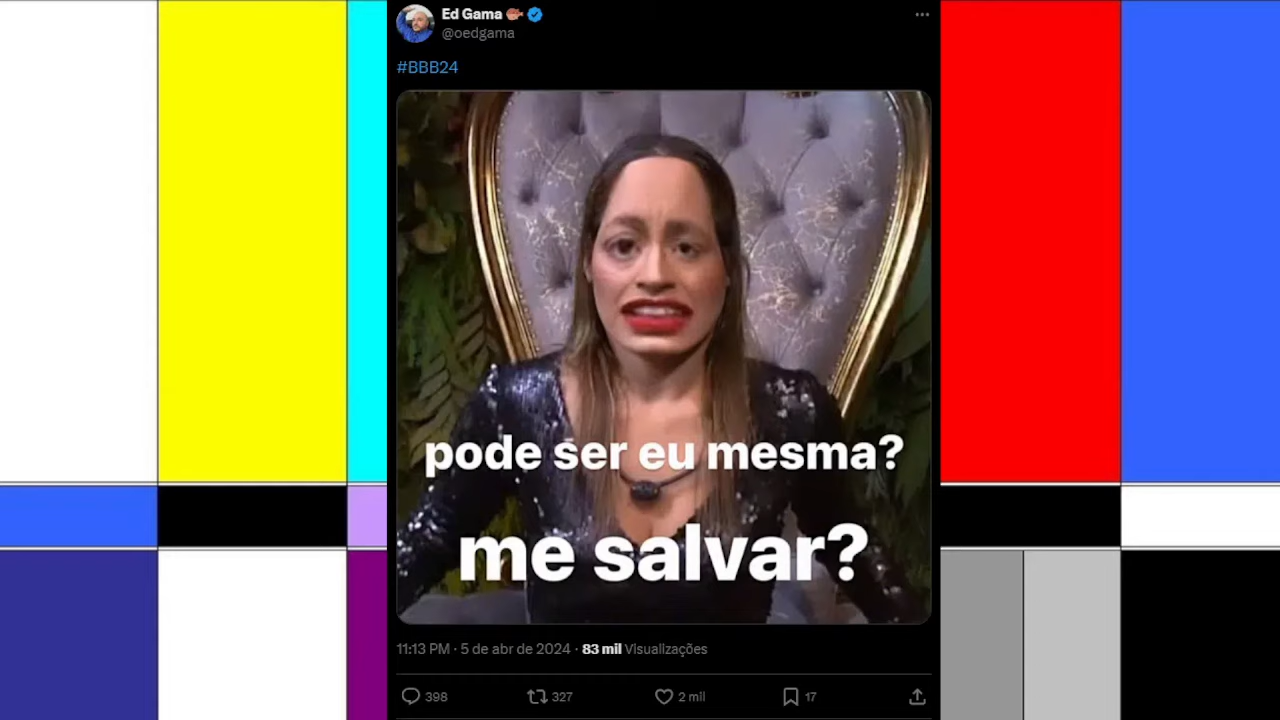 Ed Gama
@oedgama
#BBB24
pode ser eu mesma?
me salvar?
11:13 PM · 5 de abr de 2024 · 83 mil Visualizações
398 327 2 mil 17